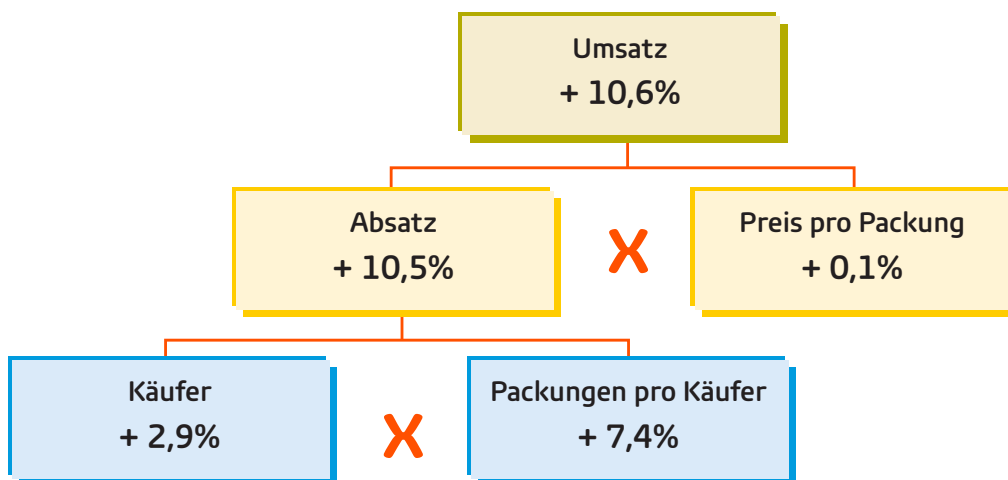 Umsatz
+ 10,6%
Absatz
+ 10,5%
X
Preis pro Packung
+ 0,1%
Käufer
+ 2,9%
X
Packungen pro Käufer
+ 7,4%